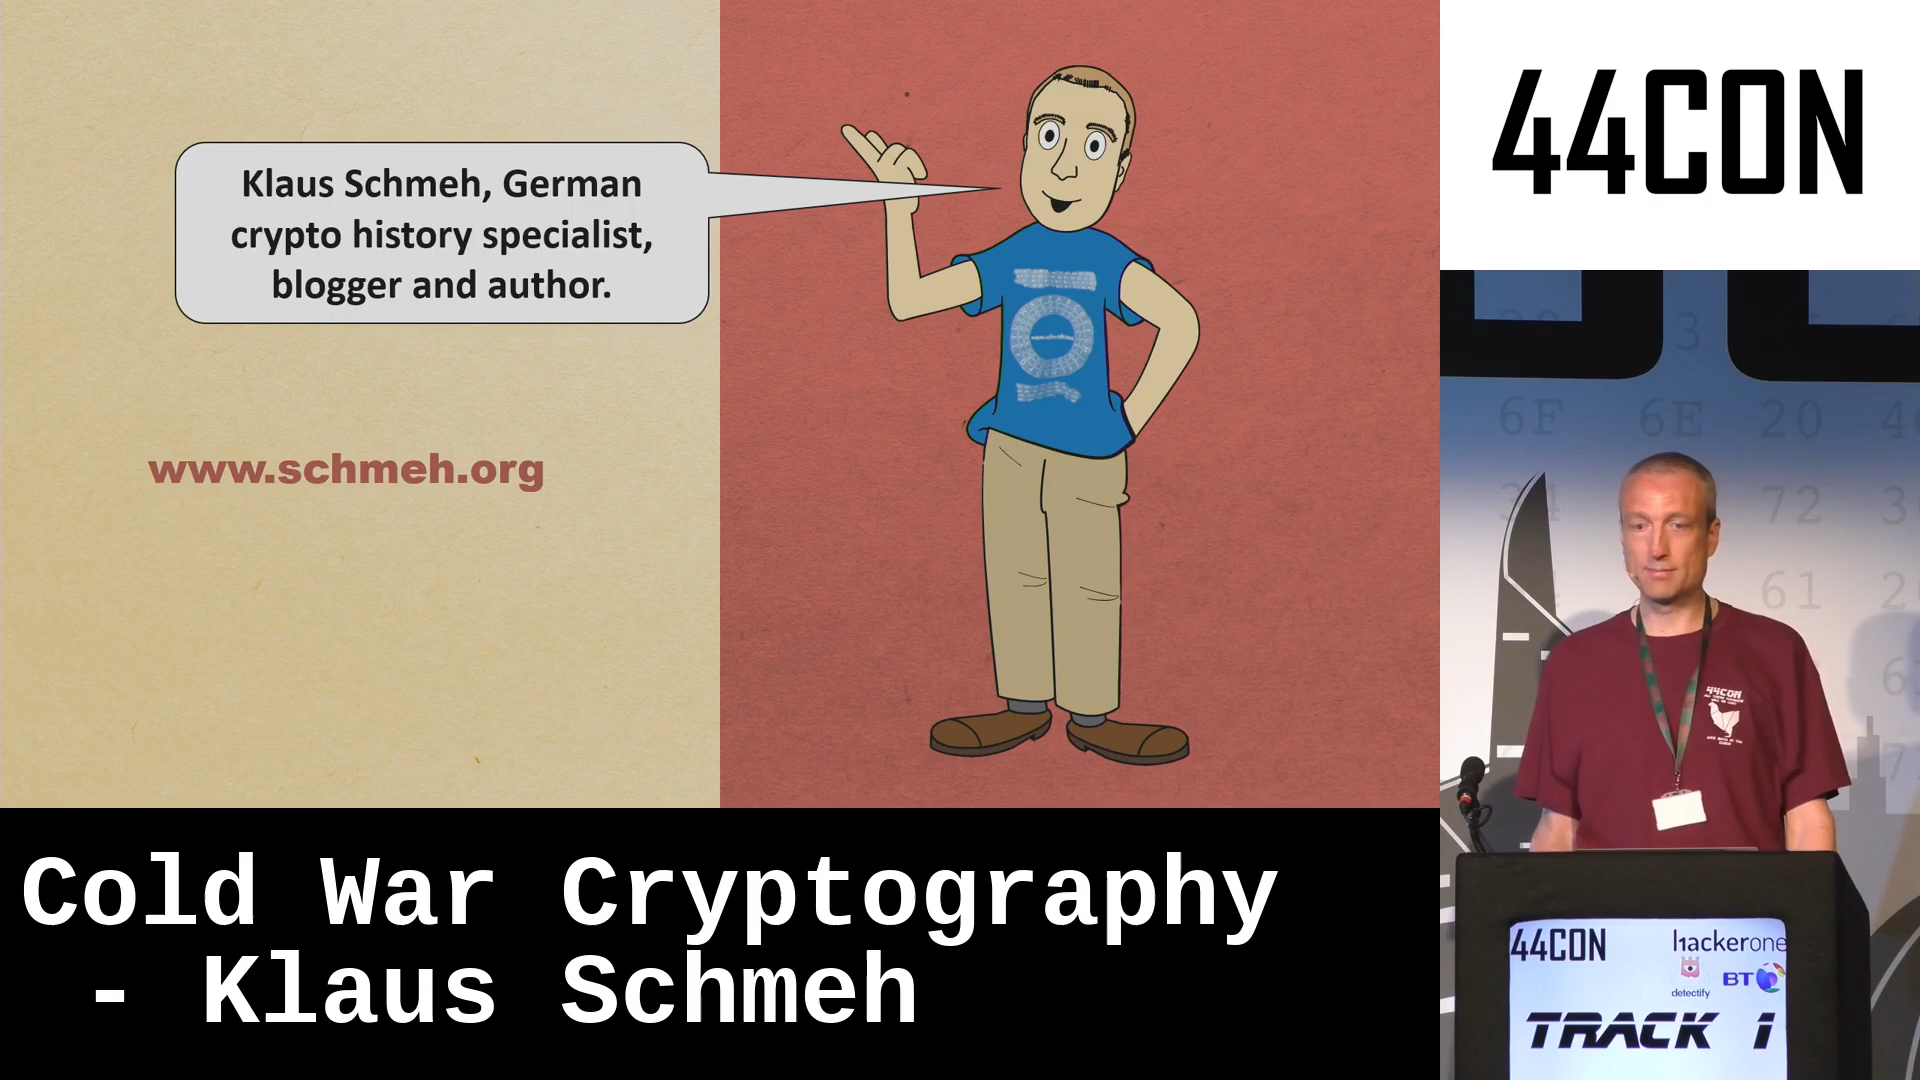 Klaus Schmeh, German
crypto history specialist,
blogger and author.
www.schmeh.org
Cold War Cryptography
- Klaus Schmeh
44CON
6F 6E 20
72
61
44CON
44CON
hackerone
detectify
BT
TRACK 1